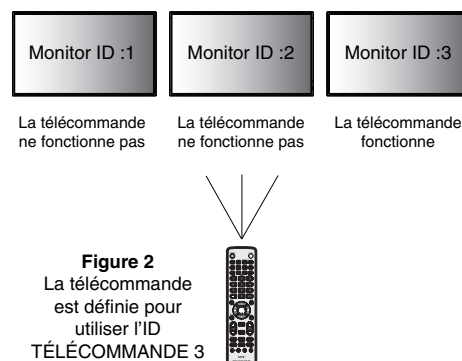 Monitor ID :1
Monitor ID :2
Monitor ID :3
La télécommande
ne fonctionne pas
La télécommande
ne fonctionne pas
La télécommande
fonctionne
Figure 2
La télécommande
est définie pour
utiliser l’ID
TÉLÉCOMMANDE 3